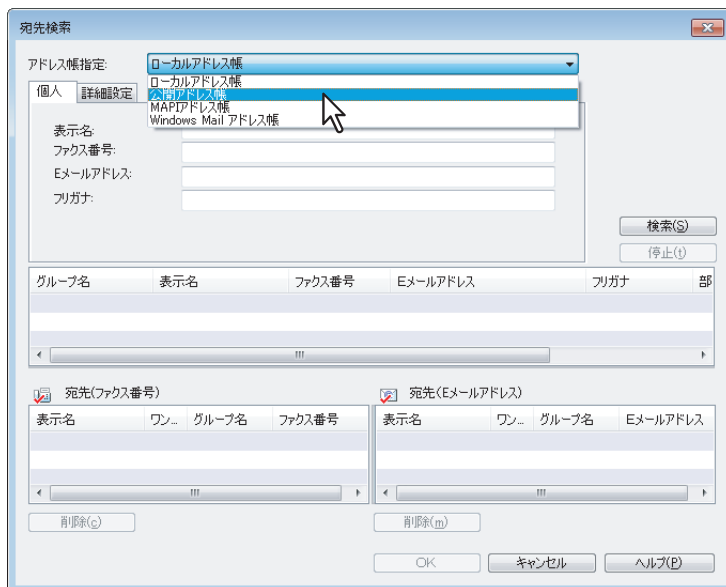 宛先検索
アドレス帳指定: ローカルアドレス帳
ローカルアドレス帳
公開アドレス帳
MAPIアドレス帳
Windows Mail アドレス帳
個人 詳細設定
表示名:
ファクス番号:
Eメールアドレス:
フリガナ:
検索(S)
停止(t)
グループ名 表示名 ファクス番号 Eメールアドレス フリガナ 部
宛先(ファクス番号) 宛先(Eメールアドレス)
表示名 ワン... グループ名 ファクス番号 表示名 ワン... グループ名 Eメールアドレス
削除(c) 削除(m)
OK キャンセル ヘルプ(P)